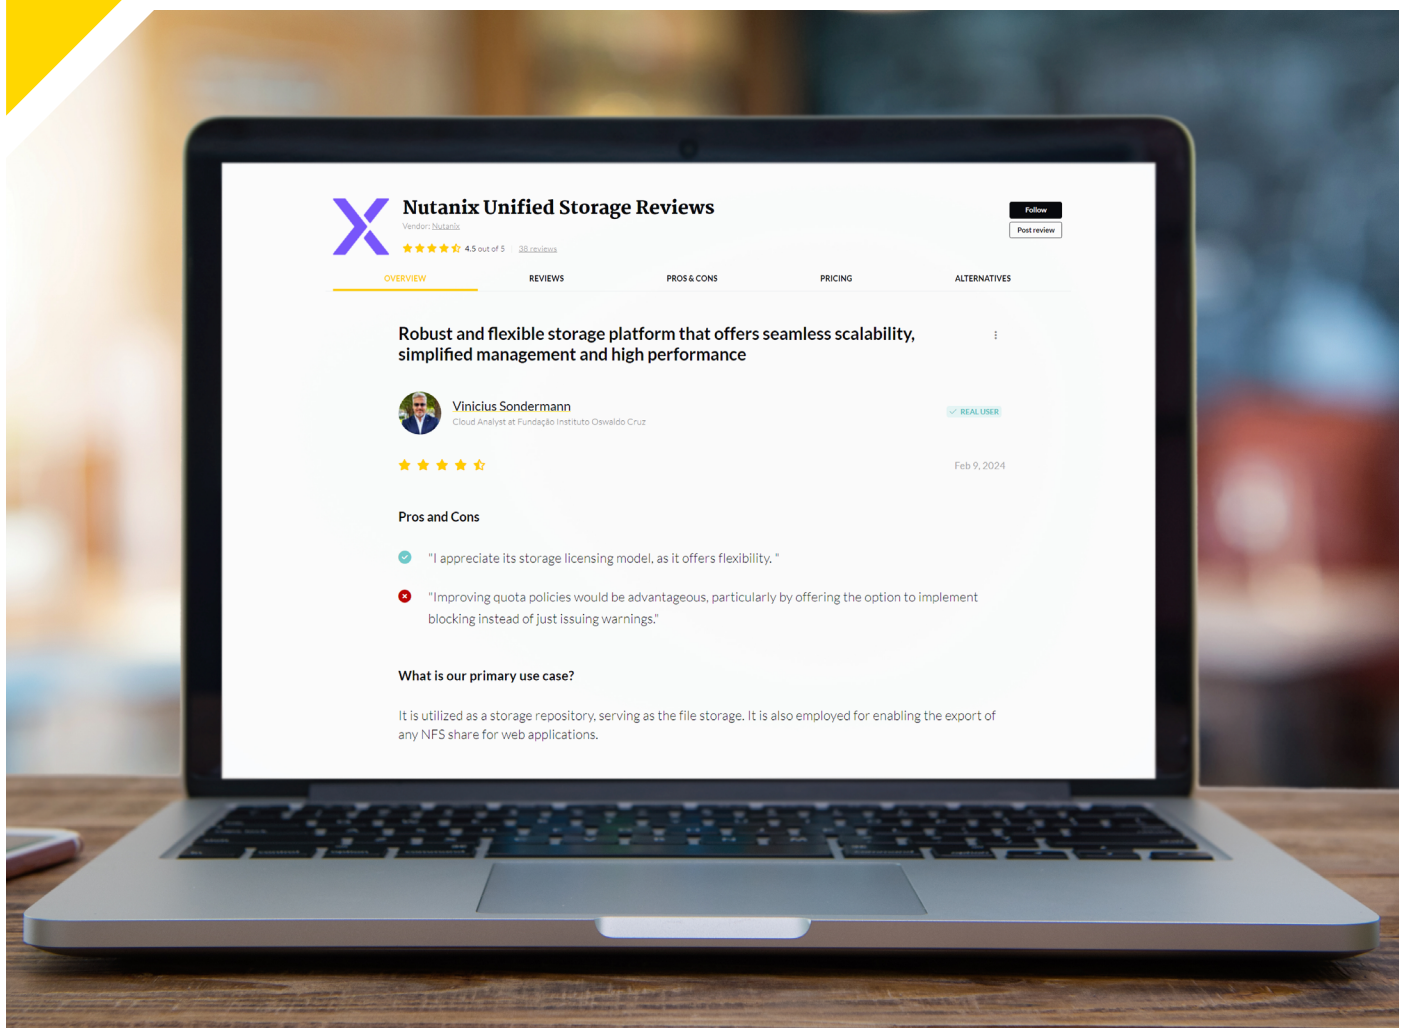 Nutanix Unified Storage Reviews
Vendor: Nutanix
4.5 out of 5 | 38 reviews
Follow
Post review
OVERVIEW REVIEWS PROS & CONS PRICING ALTERNATIVES
Robust and flexible storage platform that offers seamless scalability,
simplified management and high performance
Vinicius Sondermann
Cloud Analyst at Fundação Instituto Oswaldo Cruz
REAL USER
Feb 9, 2024
Pros and Cons
"I appreciate its storage licensing model, as it offers flexibility. "
"Improving quota policies would be advantageous, particularly by offering the option to implement
blocking instead of just issuing warnings."
What is our primary use case?
It is utilized as a storage repository, serving as the file storage. It is also employed for enabling the export of
any NFS share for web applications.
control option command
command option